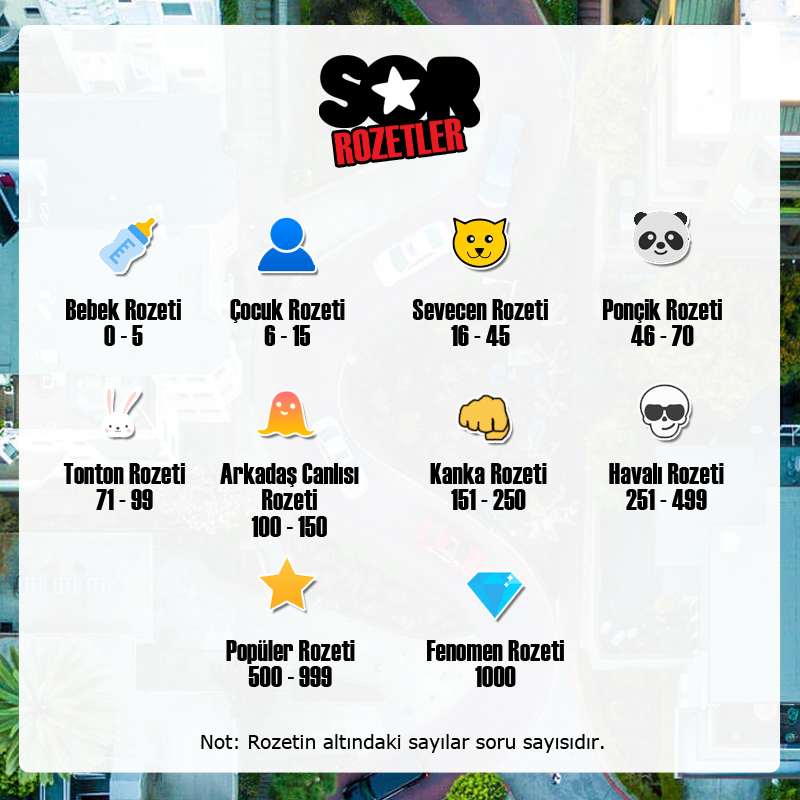 SOR
ROZETLER
Bebek Rozeti
0 - 5
Çocuk Rozeti
6 - 15
Sevecen Rozeti
16 - 45
Ponçik Rozeti
46 - 70
Tonton Rozeti
71 - 99
Arkadaş Canlısı
Rozeti
100 - 150
Kanka Rozeti
151 - 250
Havalı Rozeti
251 - 499
Popüler Rozeti
500 - 999
Fenomen Rozeti
1000
Not: Rozetin altındaki sayılar soru sayısıdır.